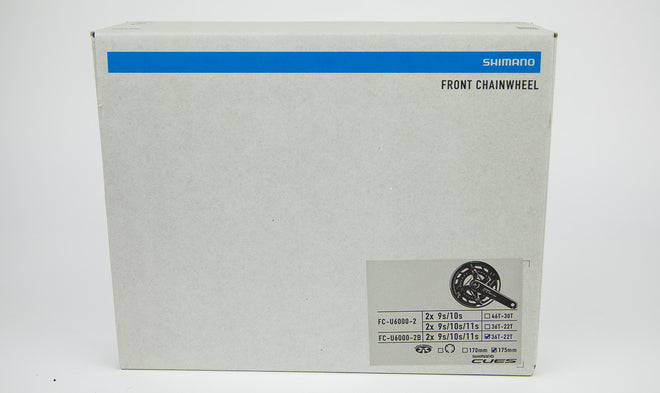 SHIMANO
FRONT CHAINWHEEL
FC-U6000-2 2x 9s/10s ☐46T-30T
2x 9s/10s/11s ☐36T-22T
FC-U6000-2B 2x 9s/10s/11s ☑36T-22T
☐ ☐170mm ☑175mm
SHIMANO
CUES